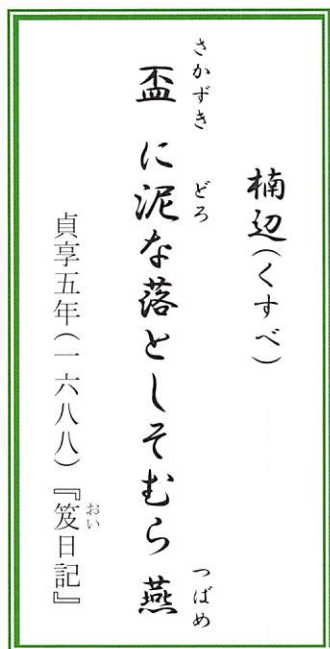 楠辺(くすべ)
盃に泥な落としそむら燕
さかずき
どろ
つばめ
貞享五年(一六八八)『笈日記』
おい